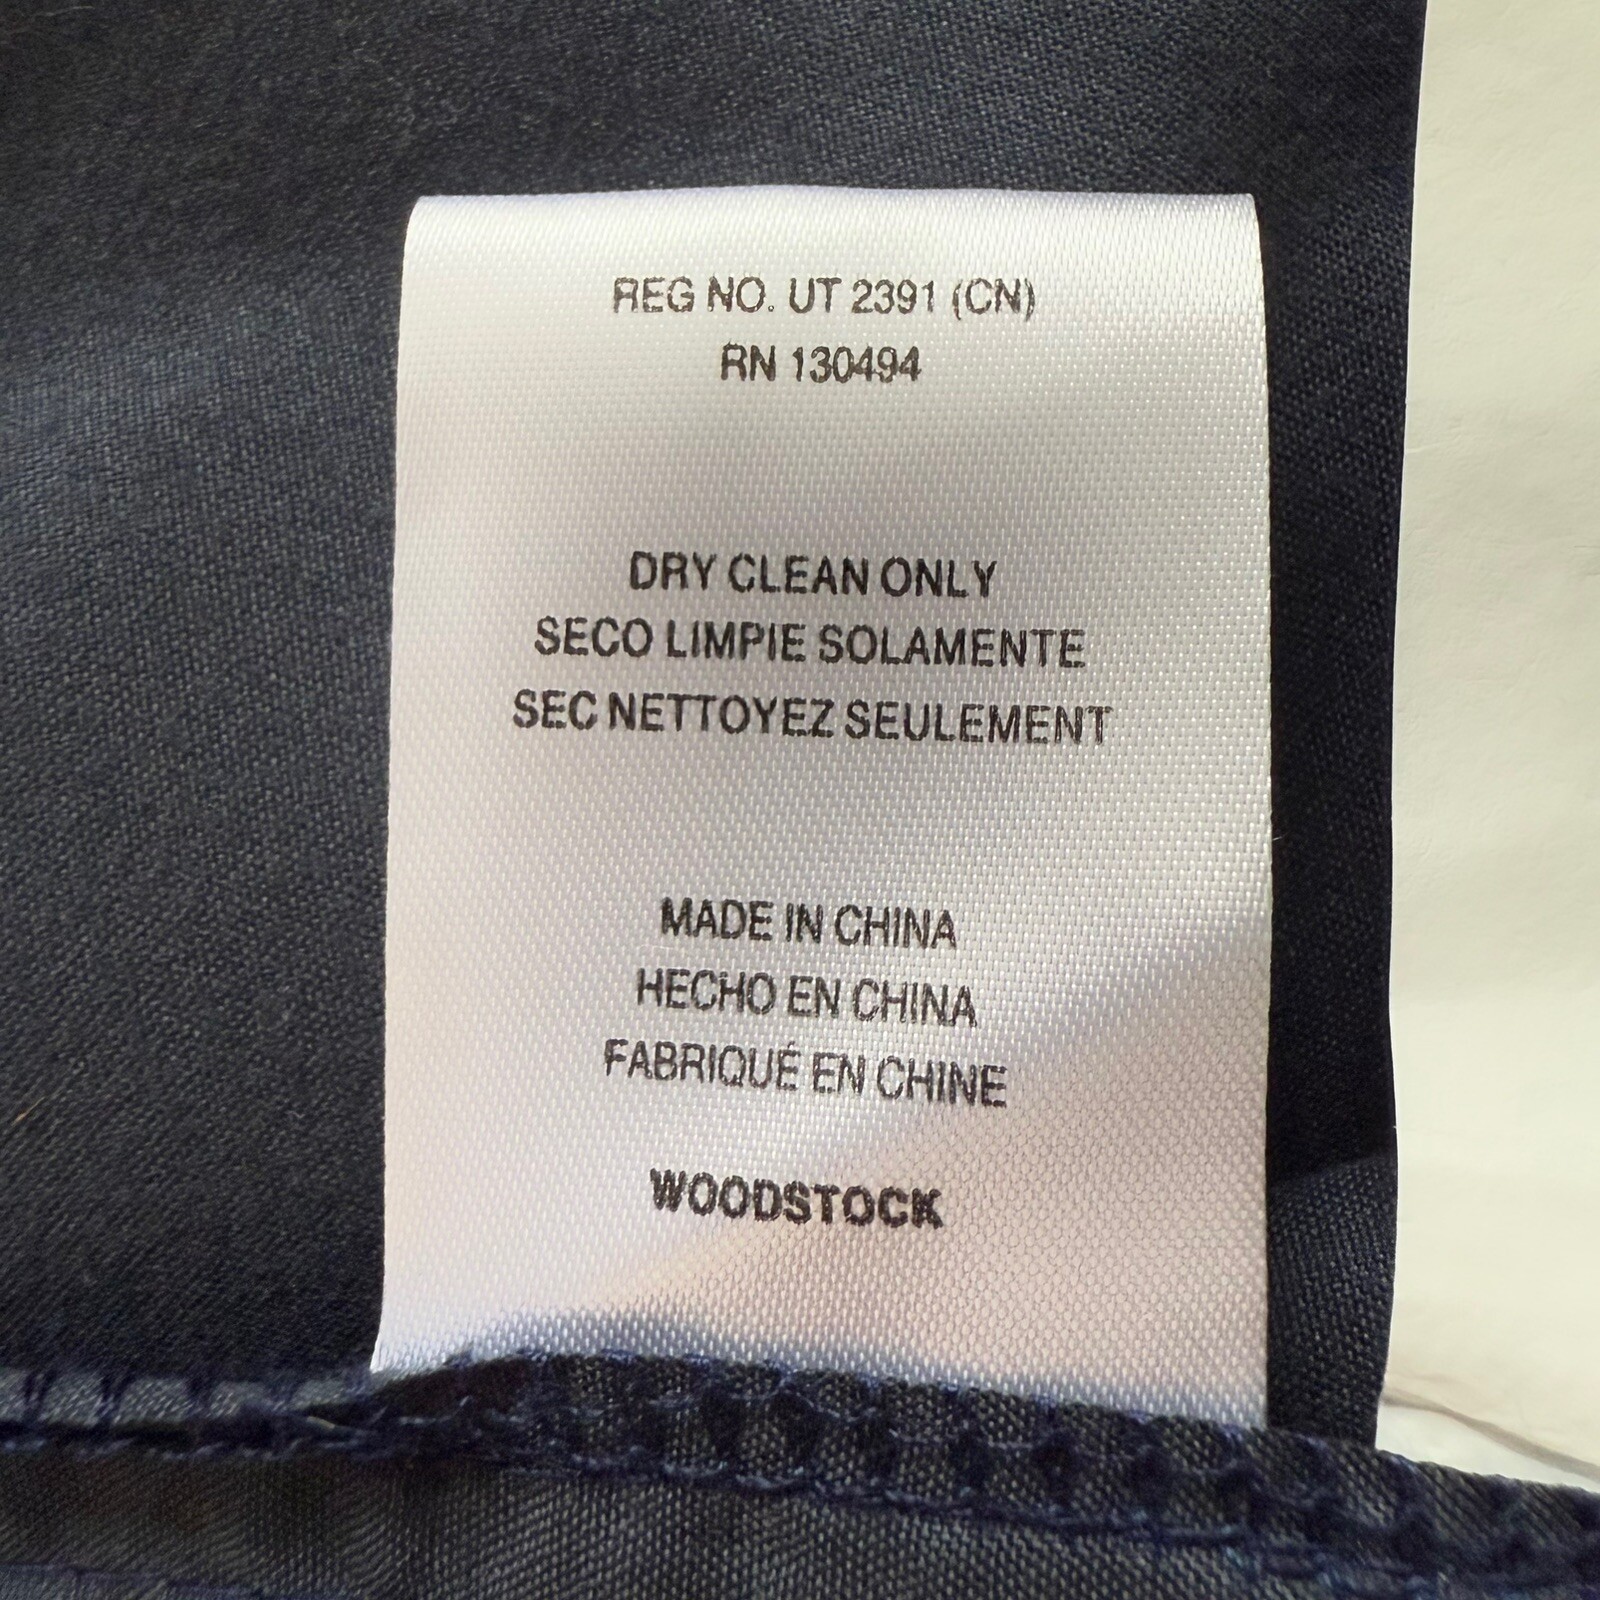 REG NO. UT 2391 (CN)
RN 130494
DRY CLEAN ONLY
SECO LIMPIE SOLAMENTE
SEC NETTOYEZ SEULEMENT
MADE IN CHINA
HECHO EN CHINA
FABRIQUÉ EN CHINE
WOODSTOCK